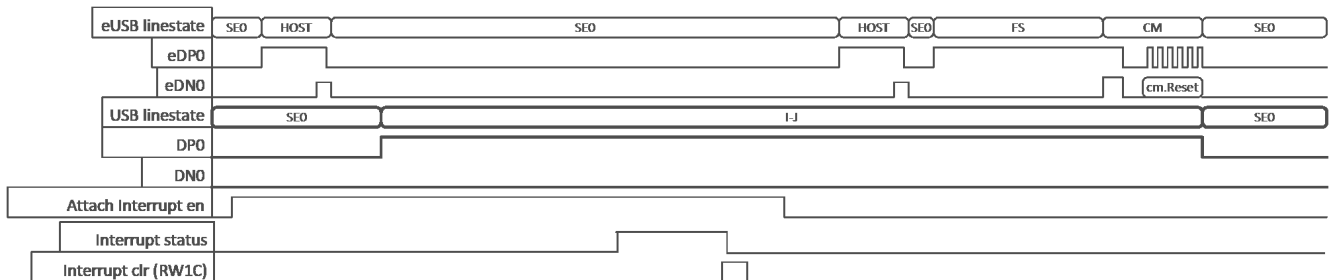 eUSB linestate SE0 HOST SE0 HOST SE0 FS CM SE0
eDP0
eDN0 cm.Reset
USB linestate SE0 I-J SE0
DP0
DN0
Attach Interrupt en
Interrupt status
Interrupt clr (RW1C)